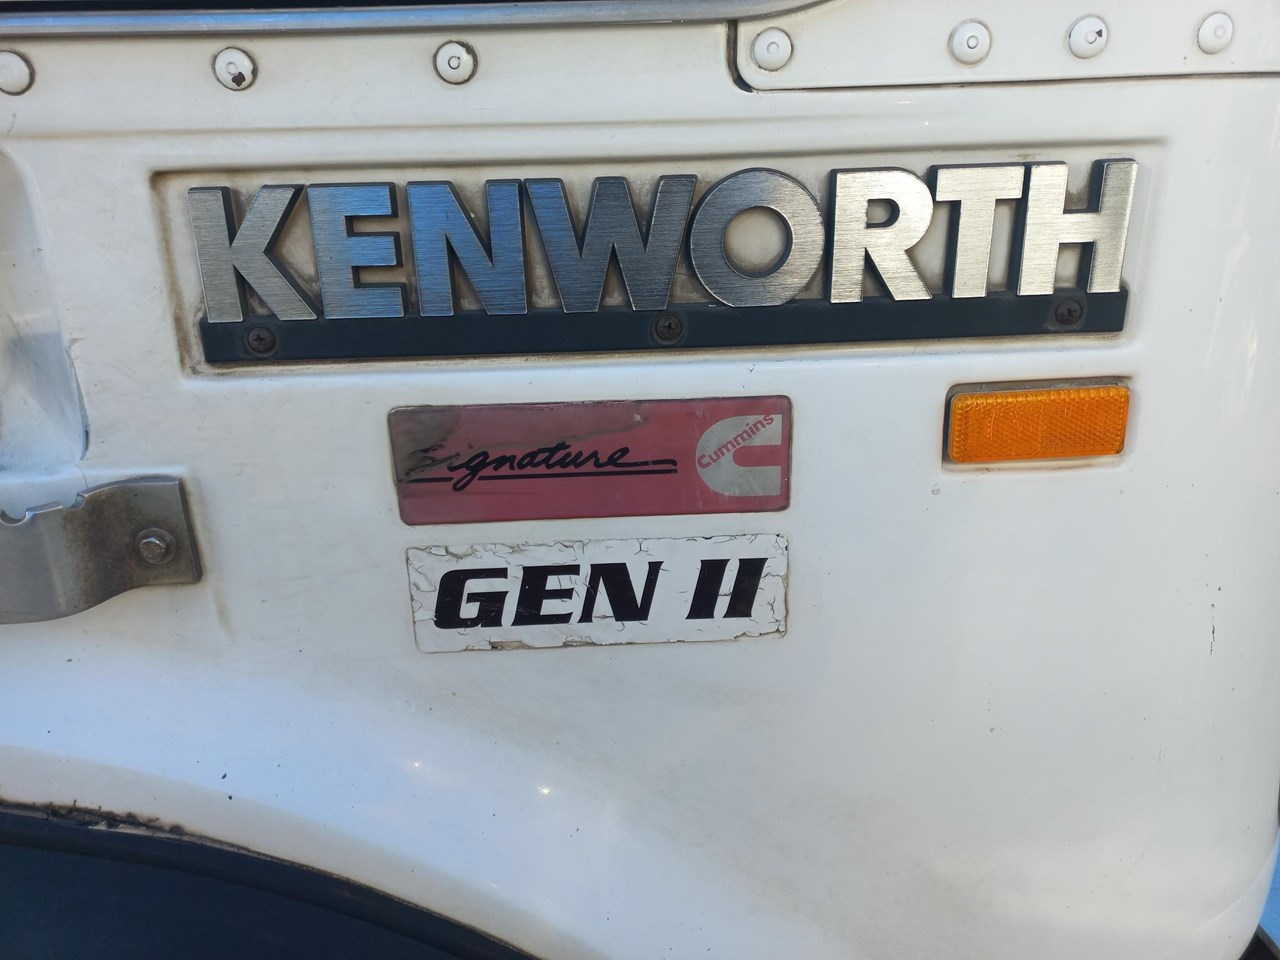 KENWORTH
Signature Cummins
GEN II